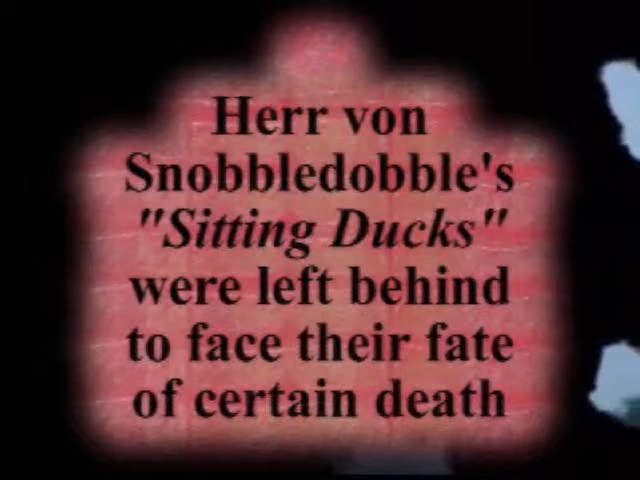 Herr von
Snobbledobble's
"Sitting Ducks"
were left behind
to face their fate
of certain death